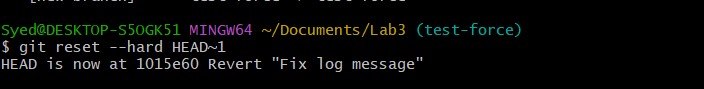 Syed@DESKTOP-S5OGK51 MINGW64 ~/Documents/Lab3 (test-force)
$ git reset --hard HEAD~1
HEAD is now at 1015e60 Revert "Fix log message"